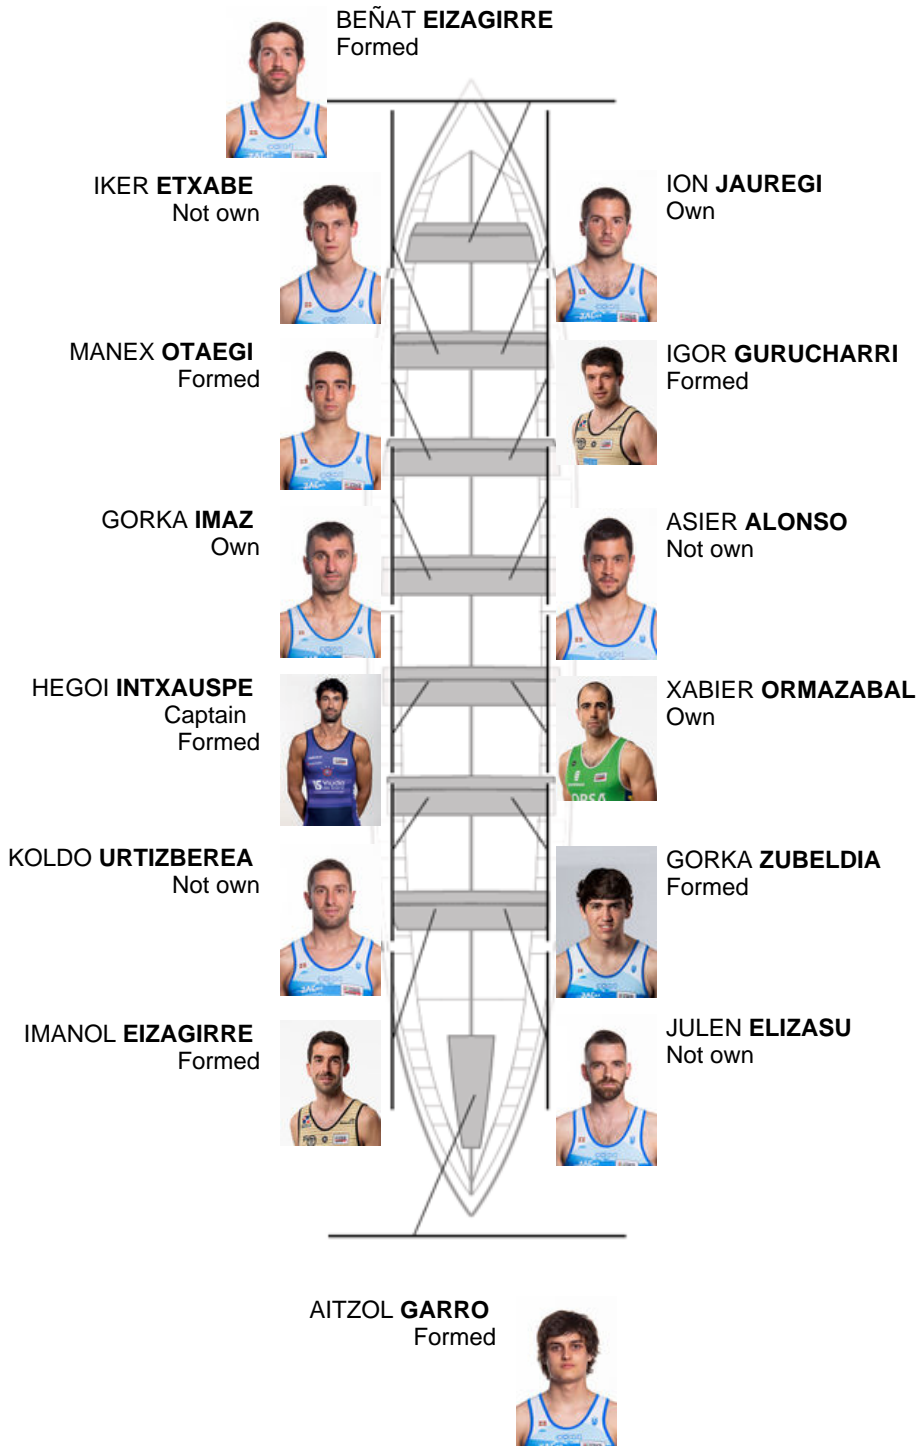 BEÑAT EIZAGIRRE
Formed
IKER ETXABE
Not own
ION JAUREGI
Own
MANEX OTAEGI
Formed
IGOR GURUCHARRI
Formed
GORKA IMAZ
Own
ASIER ALONSO
Not own
HEGOI INTXAUSPE
Captain
Formed
XABIER ORMAZABAL
Own
KOLDO URTIZBEREA
Not own
GORKA ZUBELDIA
Formed
IMANOL EIZAGIRRE
Formed
JULEN ELIZASU
Not own
AITZOL GARRO
Formed